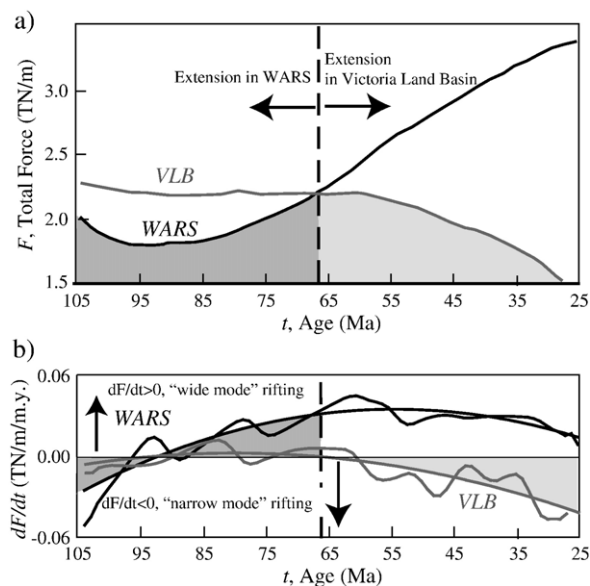 a)
Extension in WARS
Extension
in Victoria Land Basin
F, Total Force (TN/m)
3.0
2.5
2.0
1.5
VLB
WARS
105 95 85 75 65 55 45 35 25
t, Age (Ma)
b)
dF/dt (TN/m/m.y.)
0.06
0.00
-0.06
dF/dt>0, “wide mode” rifting
WARS
dF/dt<0, “narrow mode” rifting
VLB
105 95 85 75 65 55 45 35 25
t, Age (Ma)